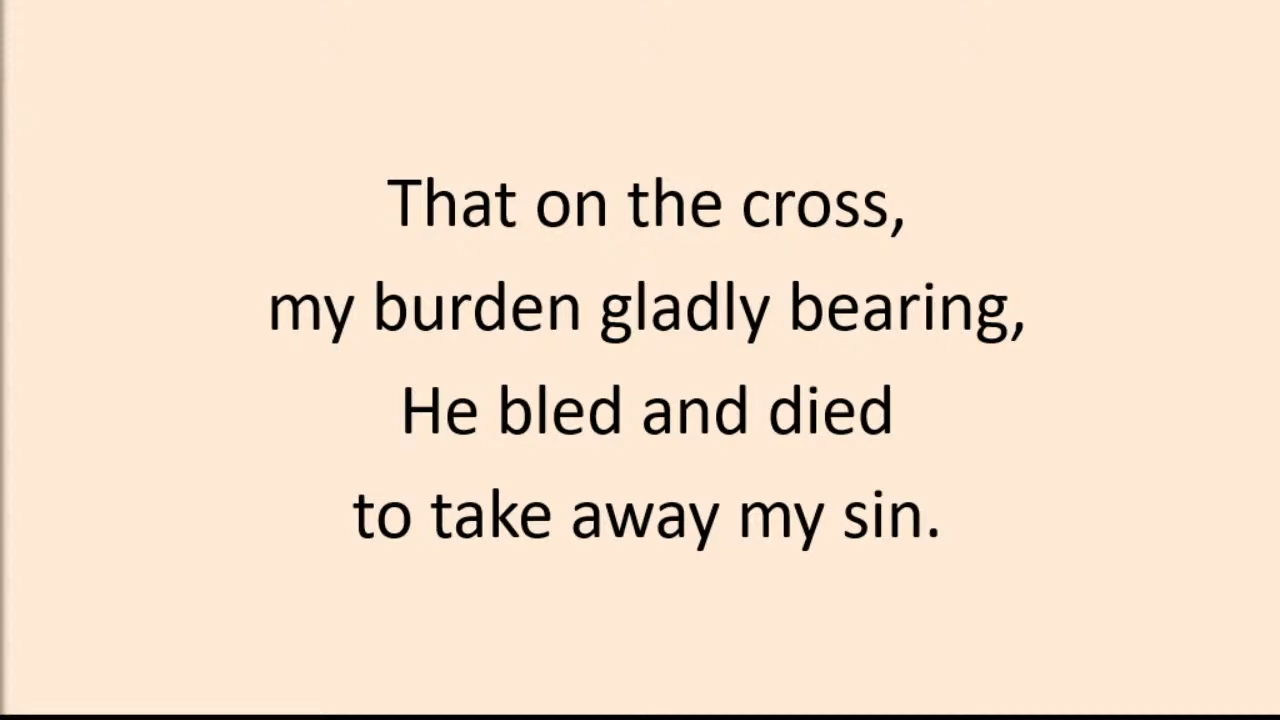 That on the cross,
my burden gladly bearing,
He bled and died
to take away my sin.